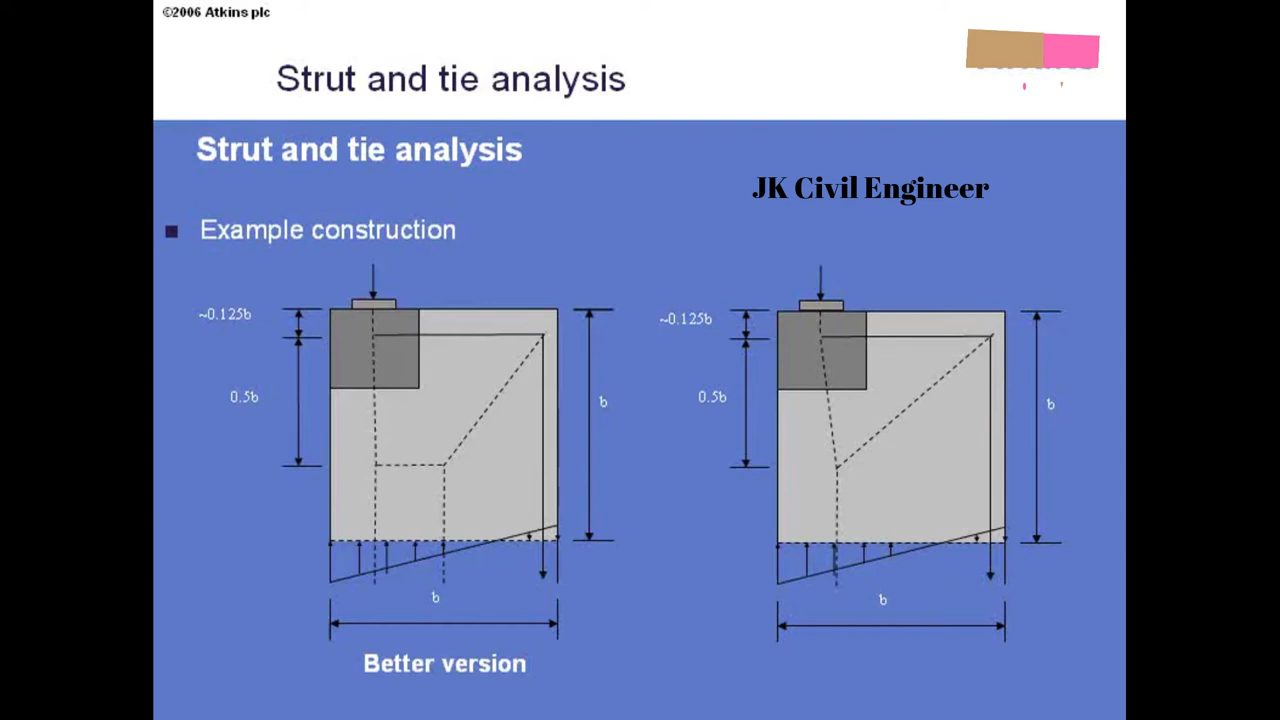 ©2006 Atkins plc
Strut and tie analysis
Strut and tie analysis
JK Civil Engineer
Example construction
~0.125b
0.5b
b
b
~0.125b
0.5b
b
b
Better version